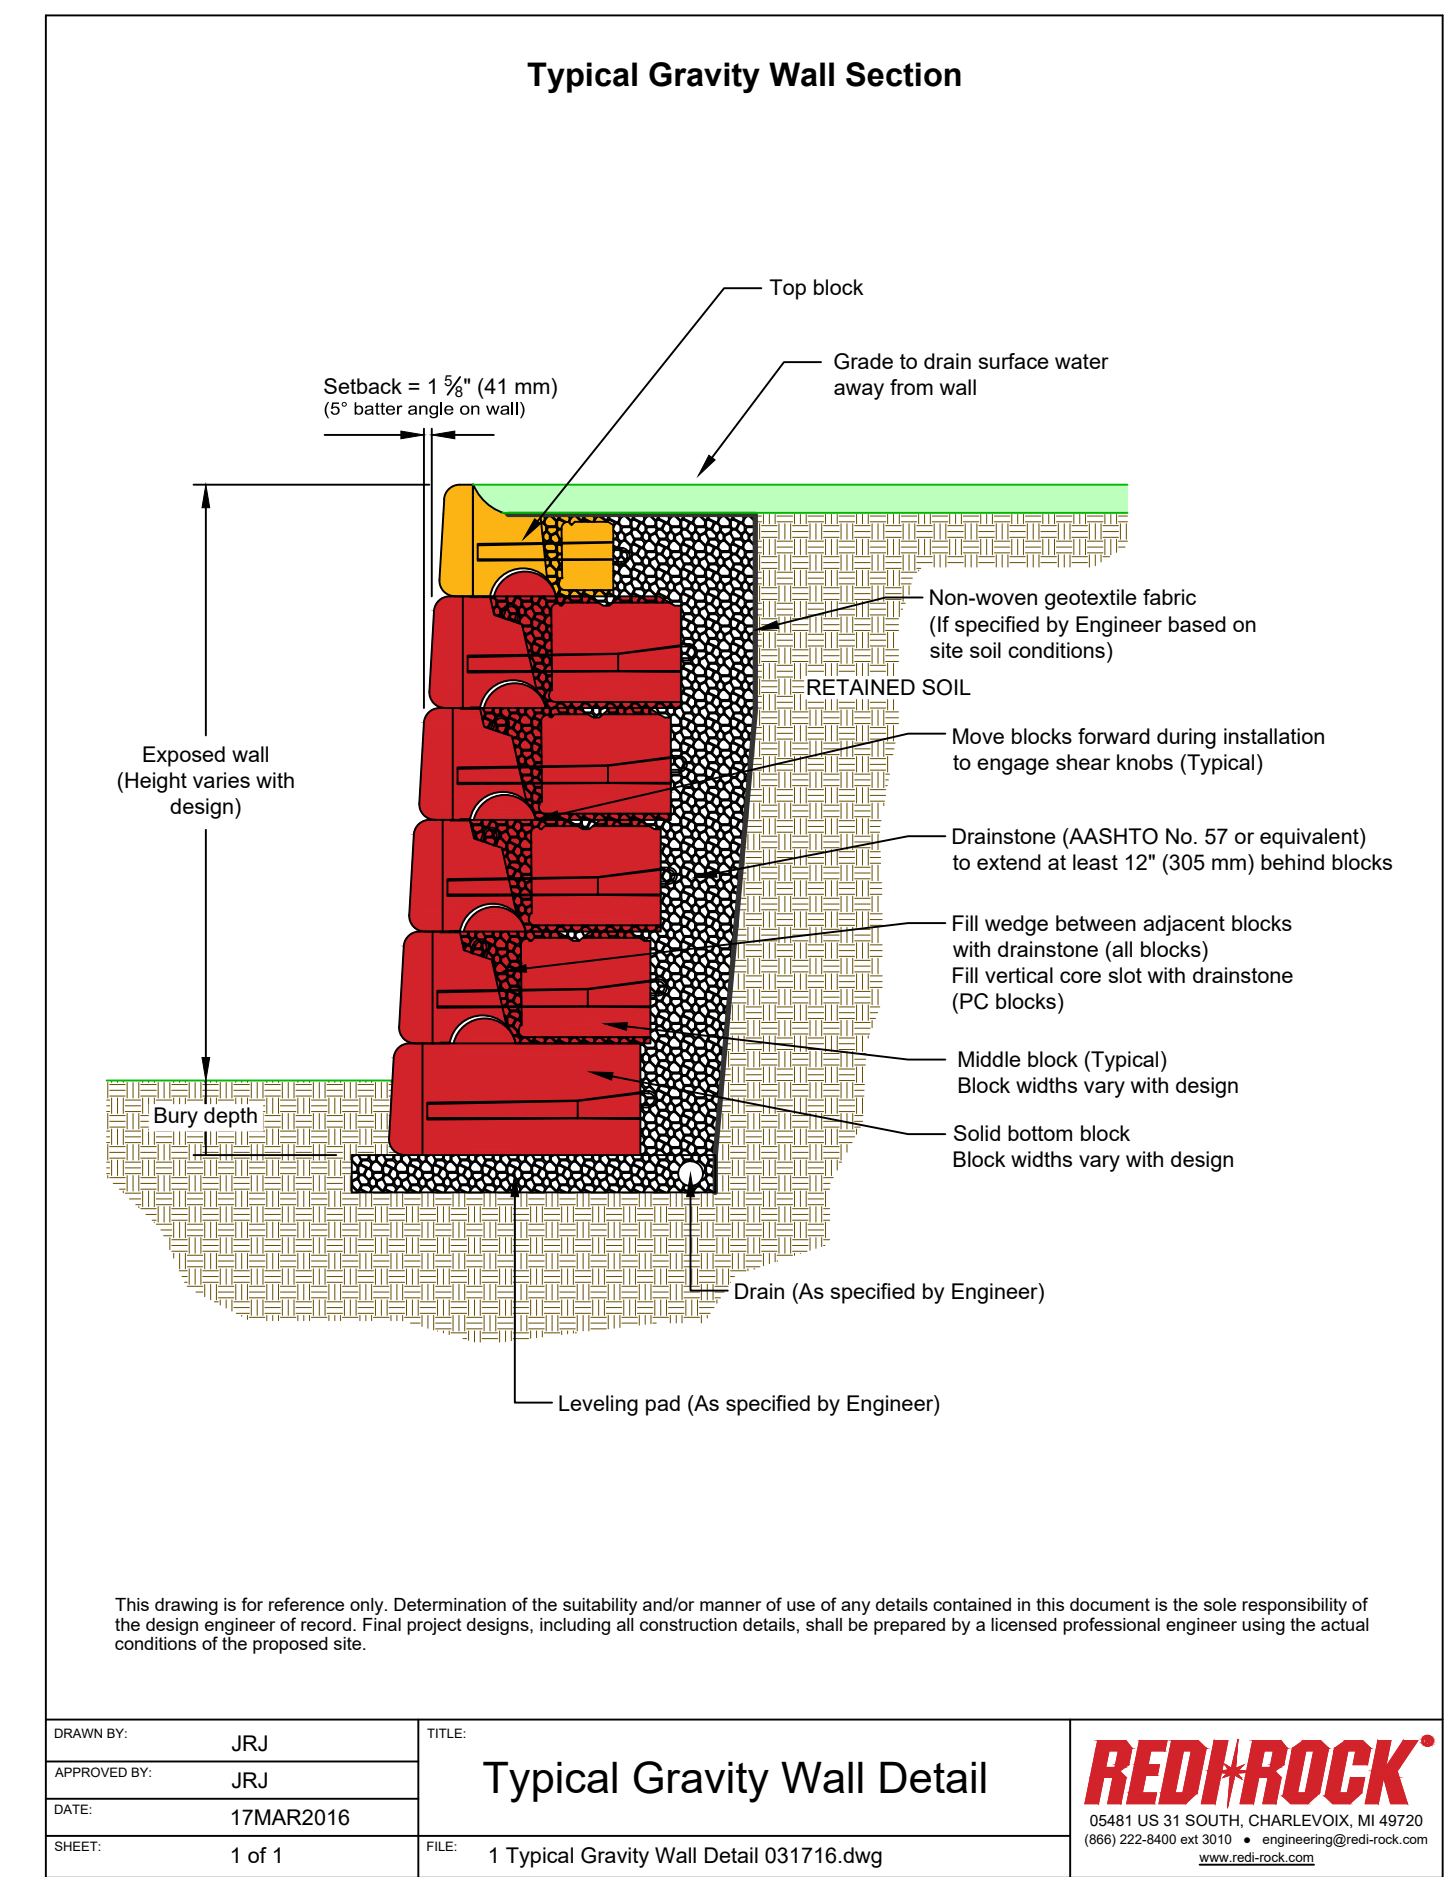 Typical Gravity Wall Section
Top block
Grade to drain surface water
away from wall
Setback = 1 5⁄8" (41 mm)
(5° batter angle on wall)
Non-woven geotextile fabric
(If specified by Engineer based on
site soil conditions)
RETAINED SOIL
Move blocks forward during installation
to engage shear knobs (Typical)
Exposed wall
(Height varies with
design)
Drainstone (AASHTO No. 57 or equivalent)
to extend at least 12" (305 mm) behind blocks
Fill wedge between adjacent blocks
with drainstone (all blocks)
Fill vertical core slot with drainstone
(PC blocks)
Middle block (Typical)
Block widths vary with design
Bury depth
Solid bottom block
Block widths vary with design
Drain (As specified by Engineer)
Leveling pad (As specified by Engineer)
This drawing is for reference only. Determination of the suitability and/or manner of use of any details contained in this document is the sole responsibility of
the design engineer of record. Final project designs, including all construction details, shall be prepared by a licensed professional engineer using the actual
conditions of the proposed site.
DRAWN BY: JRJ
APPROVED BY: JRJ
DATE: 17MAR2016
SHEET: 1 of 1
TITLE:
Typical Gravity Wall Detail
FILE: 1 Typical Gravity Wall Detail 031716.dwg
REDI-ROCK®
05481 US 31 SOUTH, CHARLEVOIX, MI 49720
(866) 222-8400 ext 3010 ● engineering@redi-rock.com
www.redi-rock.com